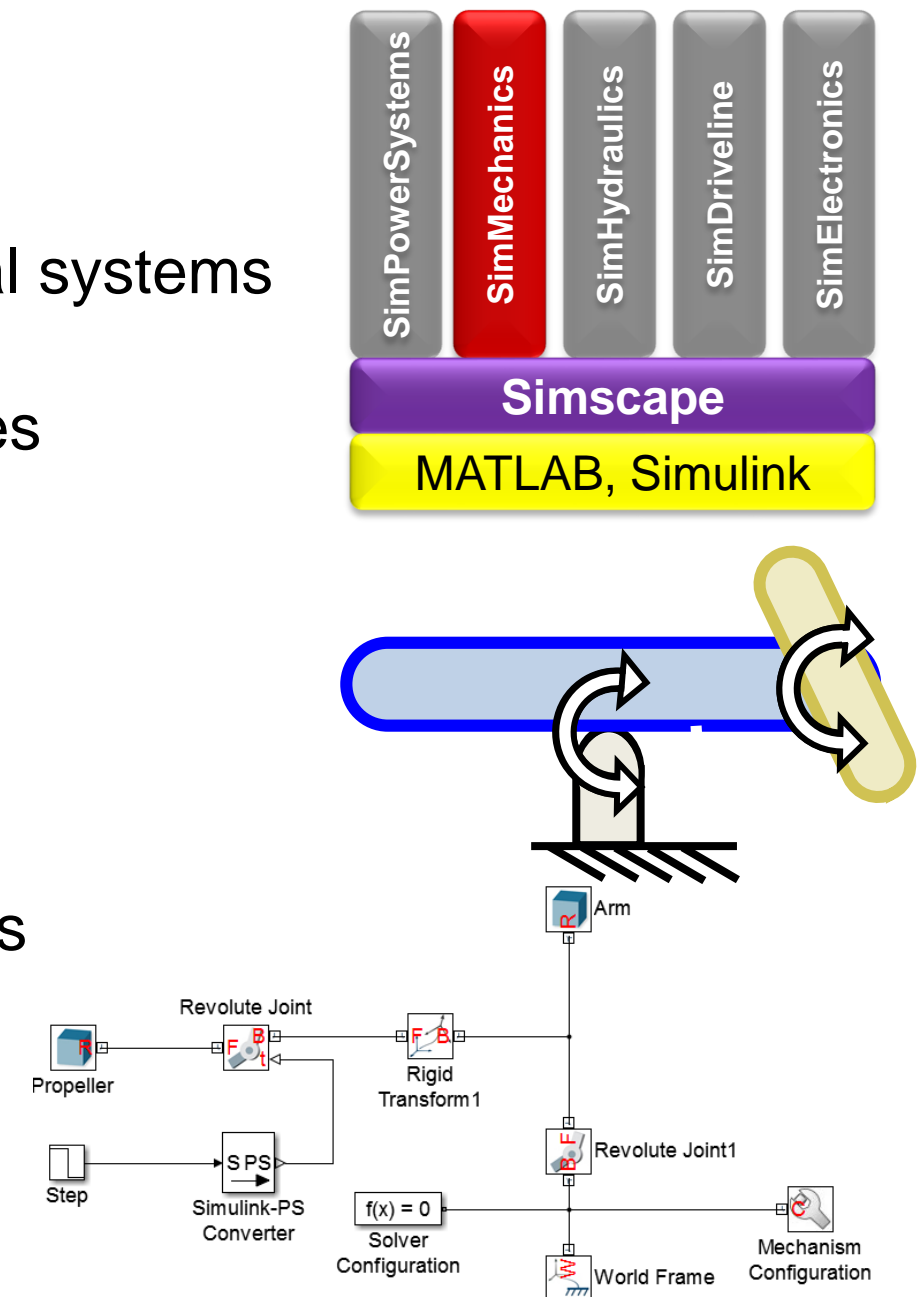 SimPowerSystems
SimMechanics
SimHydraulics
SimDriveline
SimElectronics
al systems
Simscape
es
MATLAB, Simulink
s
R
Arm
Revolute Joint
R
F
B
t
F
B
Propeller
Rigid
Transform1
B F
Revolute Joint1
S PS
Step
Simulink-PS
Converter
f(x) = 0
Solver
Configuration
C
Mechanism
Configuration
W
World Frame